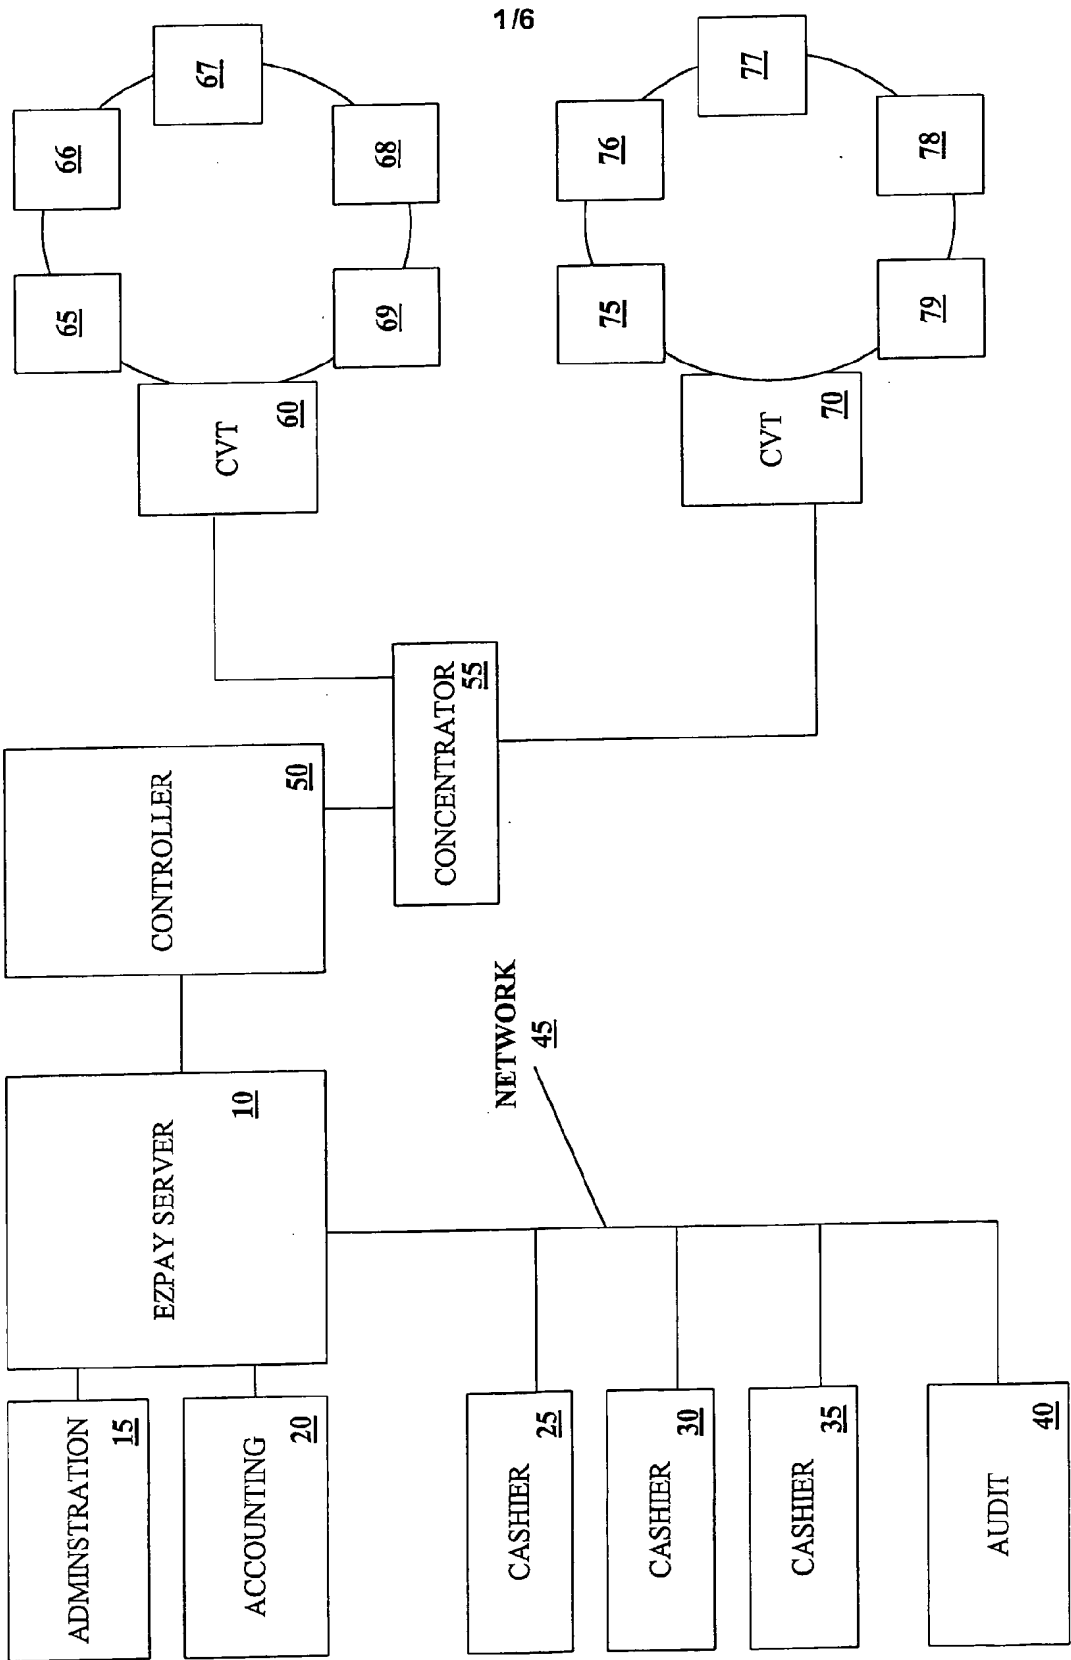 1/6
ADMINSTRATION
15
ACCOUNTING
20
EZPAY SERVER
10
CONTROLLER
50
CASHIER
25
CASHIER
30
CASHIER
35
AUDIT
40
NETWORK
45
CONCENTRATOR
55
CVT
60
65
66
67
68
69
CVT
70
75
76
77
78
79